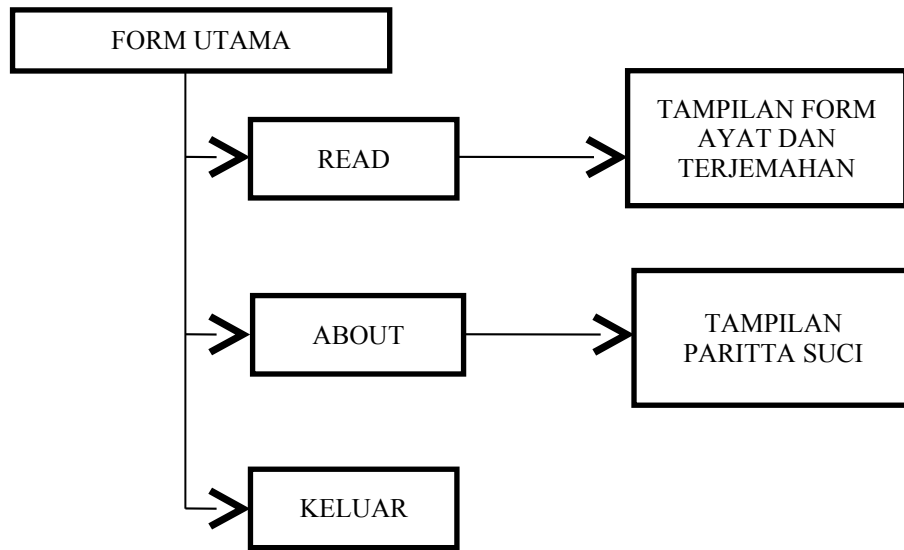 FORM UTAMA
READ
TAMPILAN FORM
AYAT DAN
TERJEMAHAN
ABOUT
TAMPILAN
PARITTA SUCI
KELUAR